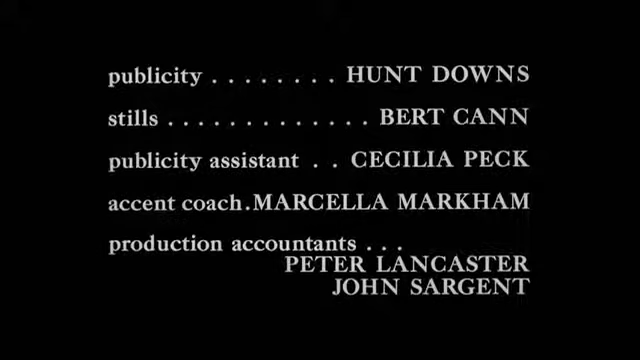 publicity . . . . . . . . HUNT DOWNS
stills . . . . . . . . . . . . . BERT CANN
publicity assistant . . CECILIA PECK
accent coach.MARCELLA MARKHAM
production accountants . . .
PETER LANCASTER
JOHN SARGENT